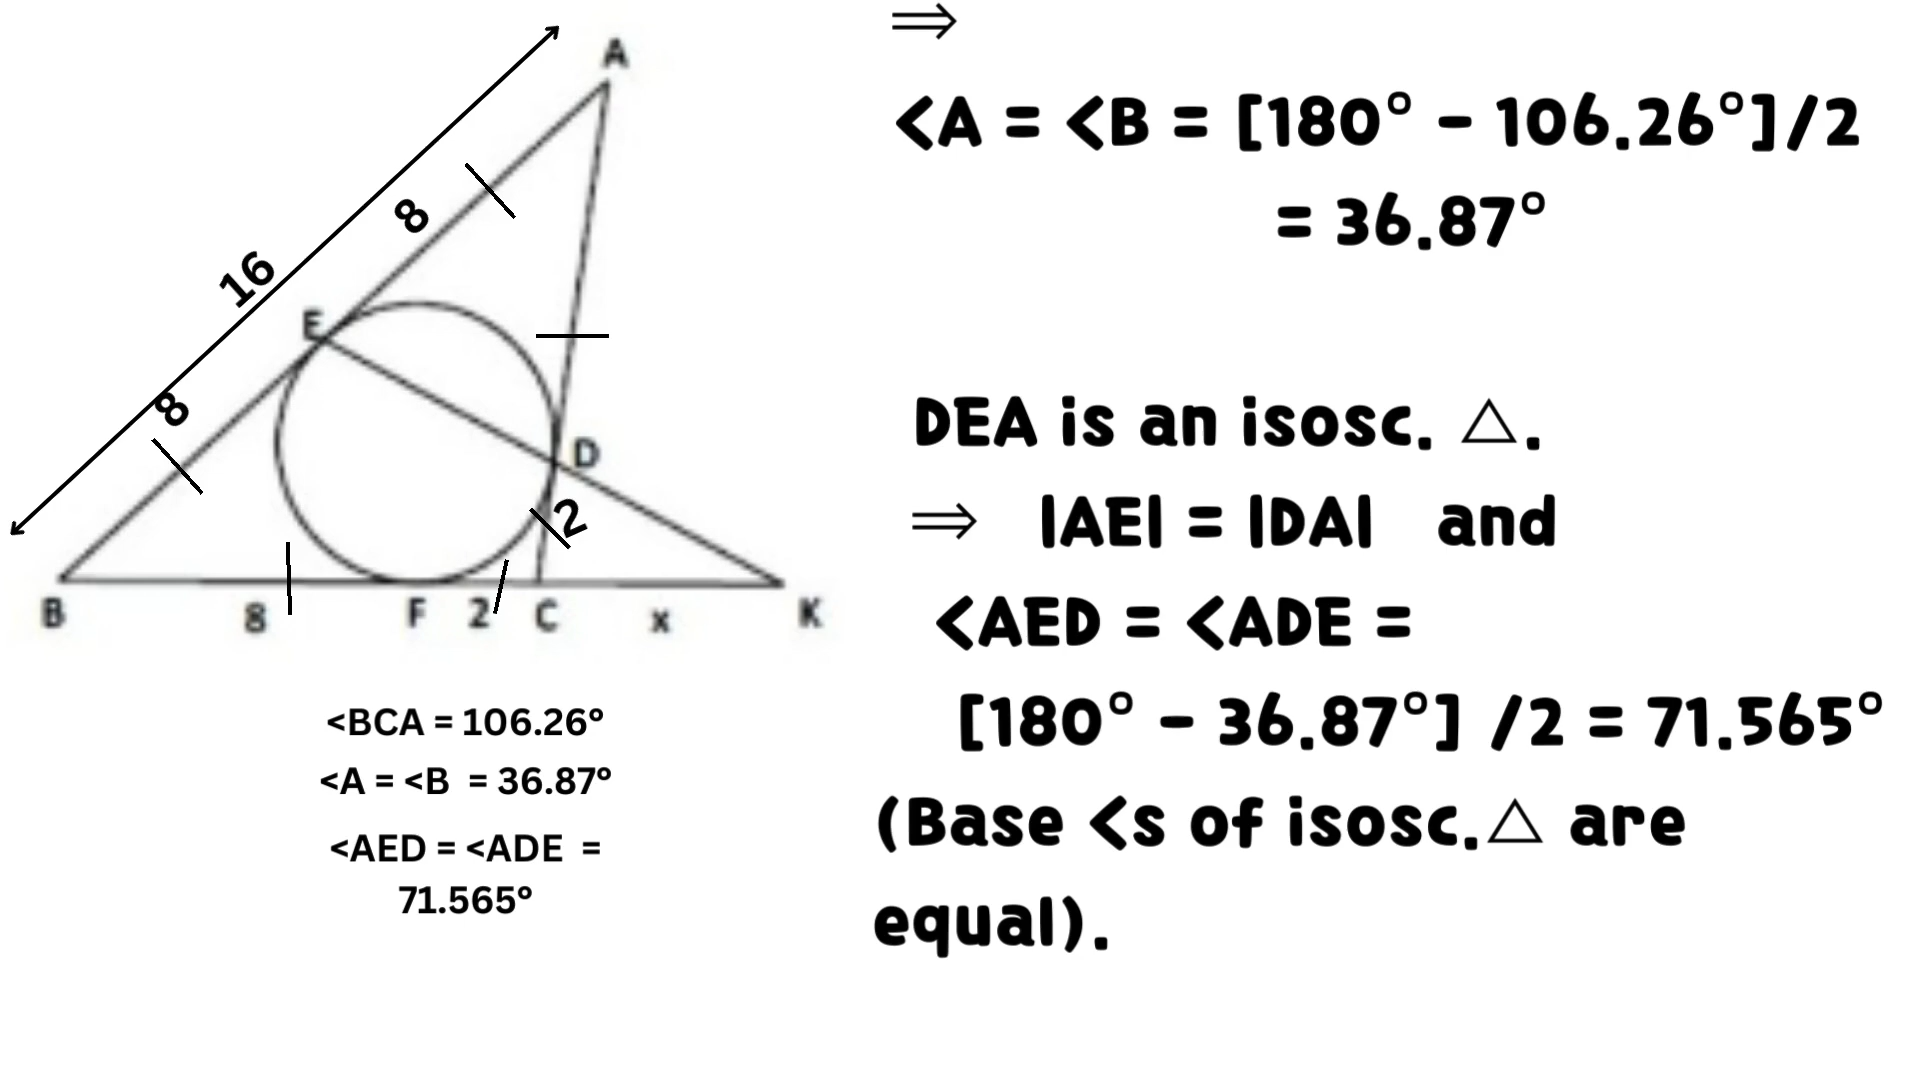 A
8
16
E
8
D
2
B 8 F 2 C x K
<BCA = 106.26°
<A = <B = 36.87°
<AED = <ADE =
71.565°
⇒
<A = <B = [180° - 106.26°]/2
= 36.87°
DEA is an isosc. △.
⇒ |AE| = |DA| and
<AED = <ADE =
[180° - 36.87°] /2 = 71.565°
(Base <s of isosc.△ are
equal).